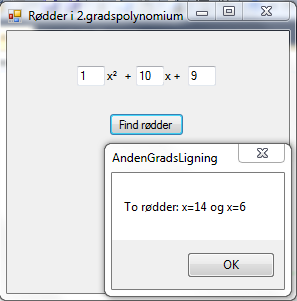 Rødder i 2.gradspolynomium
1 x² + 10 x + 9
Find rødder
AndenGradsLigning
To rødder: x=14 og x=6
OK